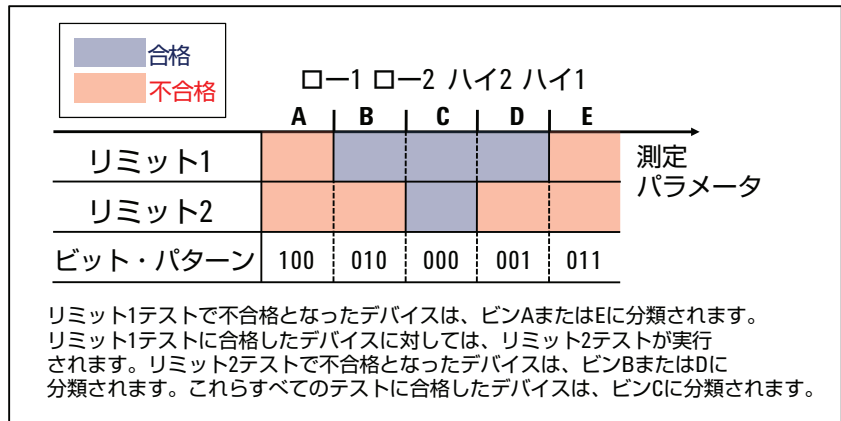 合格
不合格
ロー1 ロー2 ハイ2 ハイ1
A B C D E
リミット1
測定
パラメータ
リミット2
ビット・パターン 100 010 000 001 011
リミット1テストで不合格となったデバイスは、ビンAまたはEに分類されます。
リミット1テストに合格したデバイスに対しては、リミット2テストが実行
されます。リミット2テストで不合格となったデバイスは、ビンBまたはDに
分類されます。これらすべてのテストに合格したデバイスは、ビンCに分類されます。